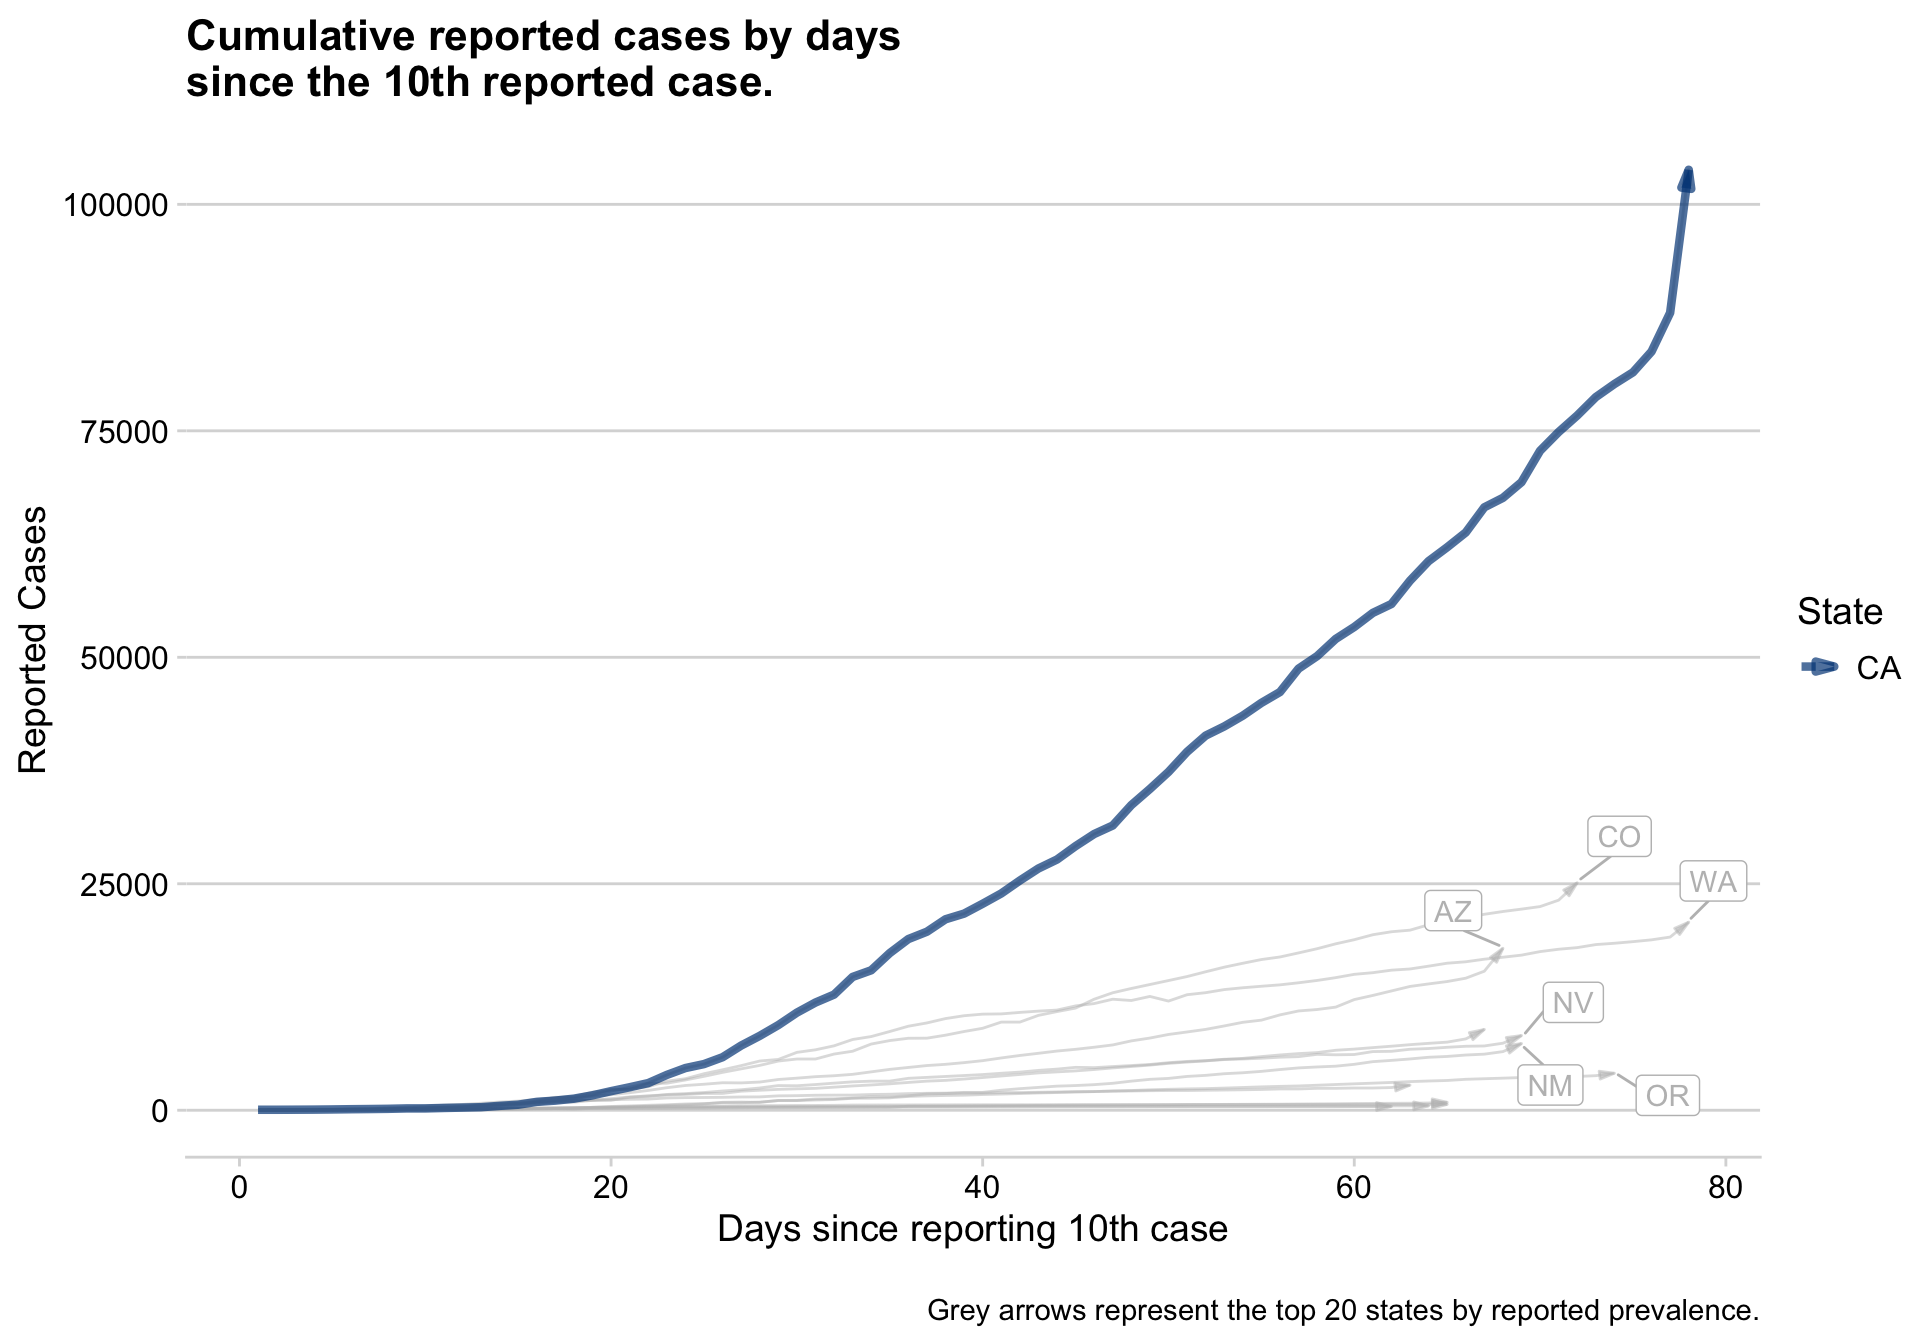 Cumulative reported cases by days
since the 10th reported case.
100000
75000
50000
25000
0
Reported Cases
CO
WA
AZ
NV
NM
OR
State
CA
0 20 40 60 80
Days since reporting 10th case
Grey arrows represent the top 20 states by reported prevalence.